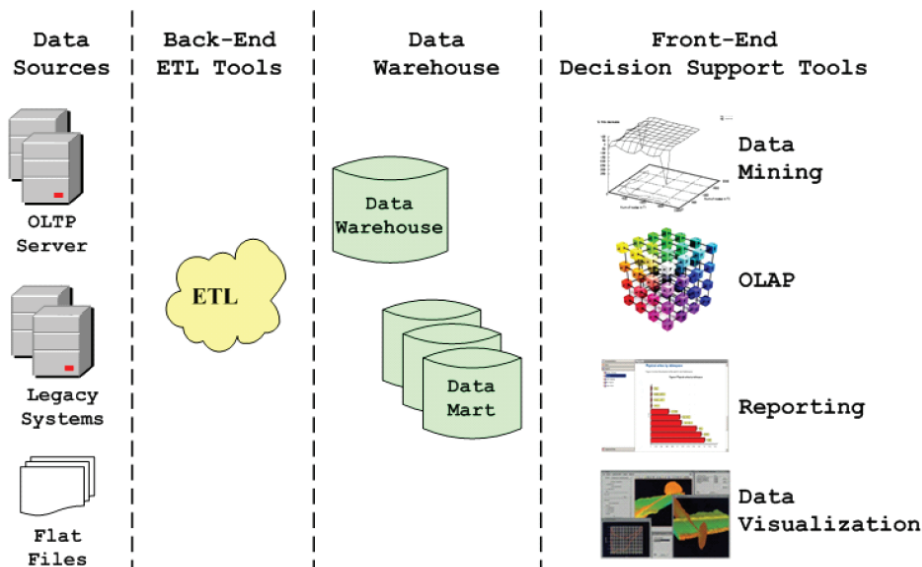 Data
Sources
Back-End
ETL Tools
Data
Warehouse
Front-End
Decision Support Tools
OLTP
Server
Legacy
Systems
Flat
Files
ETL
Data
Warehouse
Data
Mart
Data
Mining
OLAP
Reporting
Data
Visualization